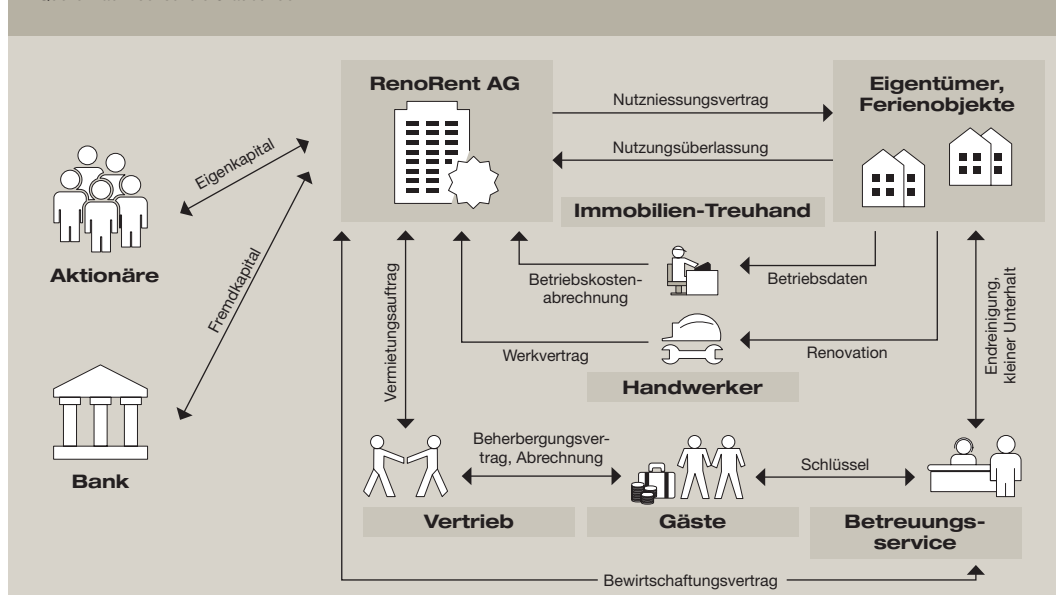 RenoRent AG
Eigentümer,
Ferienobjekte
Nutzniessungsvertrag
Nutzungsüberlassung
Eigenkapital
Immobilien-Treuhand
Aktionäre
Fremdkapital
Vermietungsauftrag
Betriebskosten-
abrechnung
Betriebsdaten
Endreinigung,
kleiner Unterhalt
Werkvertrag
Renovation
Handwerker
Bank
Beherbergungsver-
trag, Abrechnung
Schlüssel
Vertrieb
Gäste
Betreuungs-
service
Bewirtschaftungsvertrag